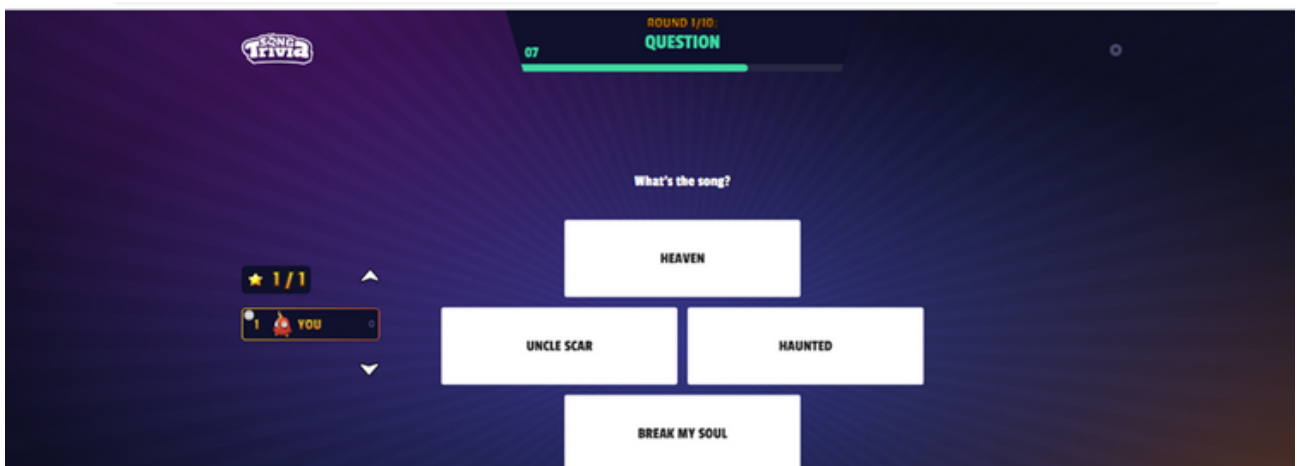 SONG
Trivia
ROUND 1/10:
QUESTION
07
What's the song?
HEAVEN
1/1
1 YOU 0
UNCLE SCAR
HAUNTED
BREAK MY SOUL